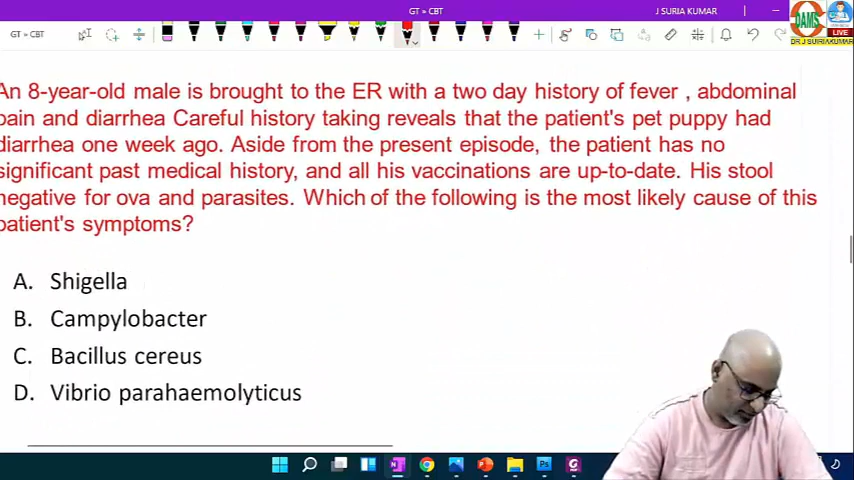 GT > CBT
J SURIA KUMAR
GT > CBT
DAMS
LIVE
DR J SURIAKUMAR
An 8-year-old male is brought to the ER with a two day history of fever , abdominal
pain and diarrhea Careful history taking reveals that the patient's pet puppy had
diarrhea one week ago. Aside from the present episode, the patient has no
significant past medical history, and all his vaccinations are up-to-date. His stool
negative for ova and parasites. Which of the following is the most likely cause of this
patient's symptoms?
A. Shigella
B. Campylobacter
C. Bacillus cereus
D. Vibrio parahaemolyticus